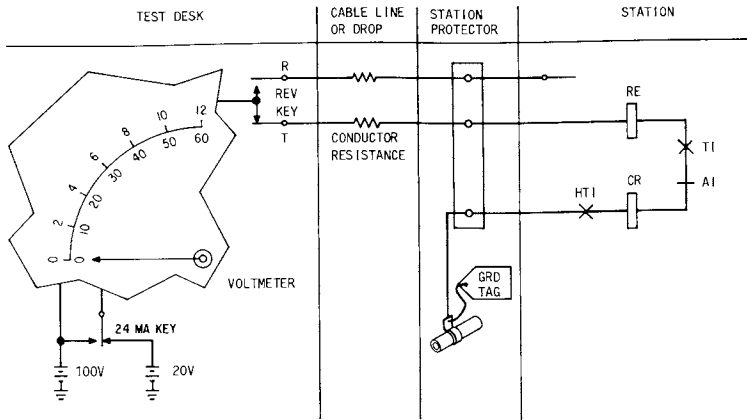 TEST DESK
CABLE LINE
OR DROP
STATION
PROTECTOR
STATION
R
REV
KEY
T
CONDUCTOR
RESISTANCE
RE
TI
AI
CR
HTI
0 2 4 6 8 10 12
0 10 20 30 40 50 60
VOLTMETER
GRD
TAG
24 MA KEY
100V
20V